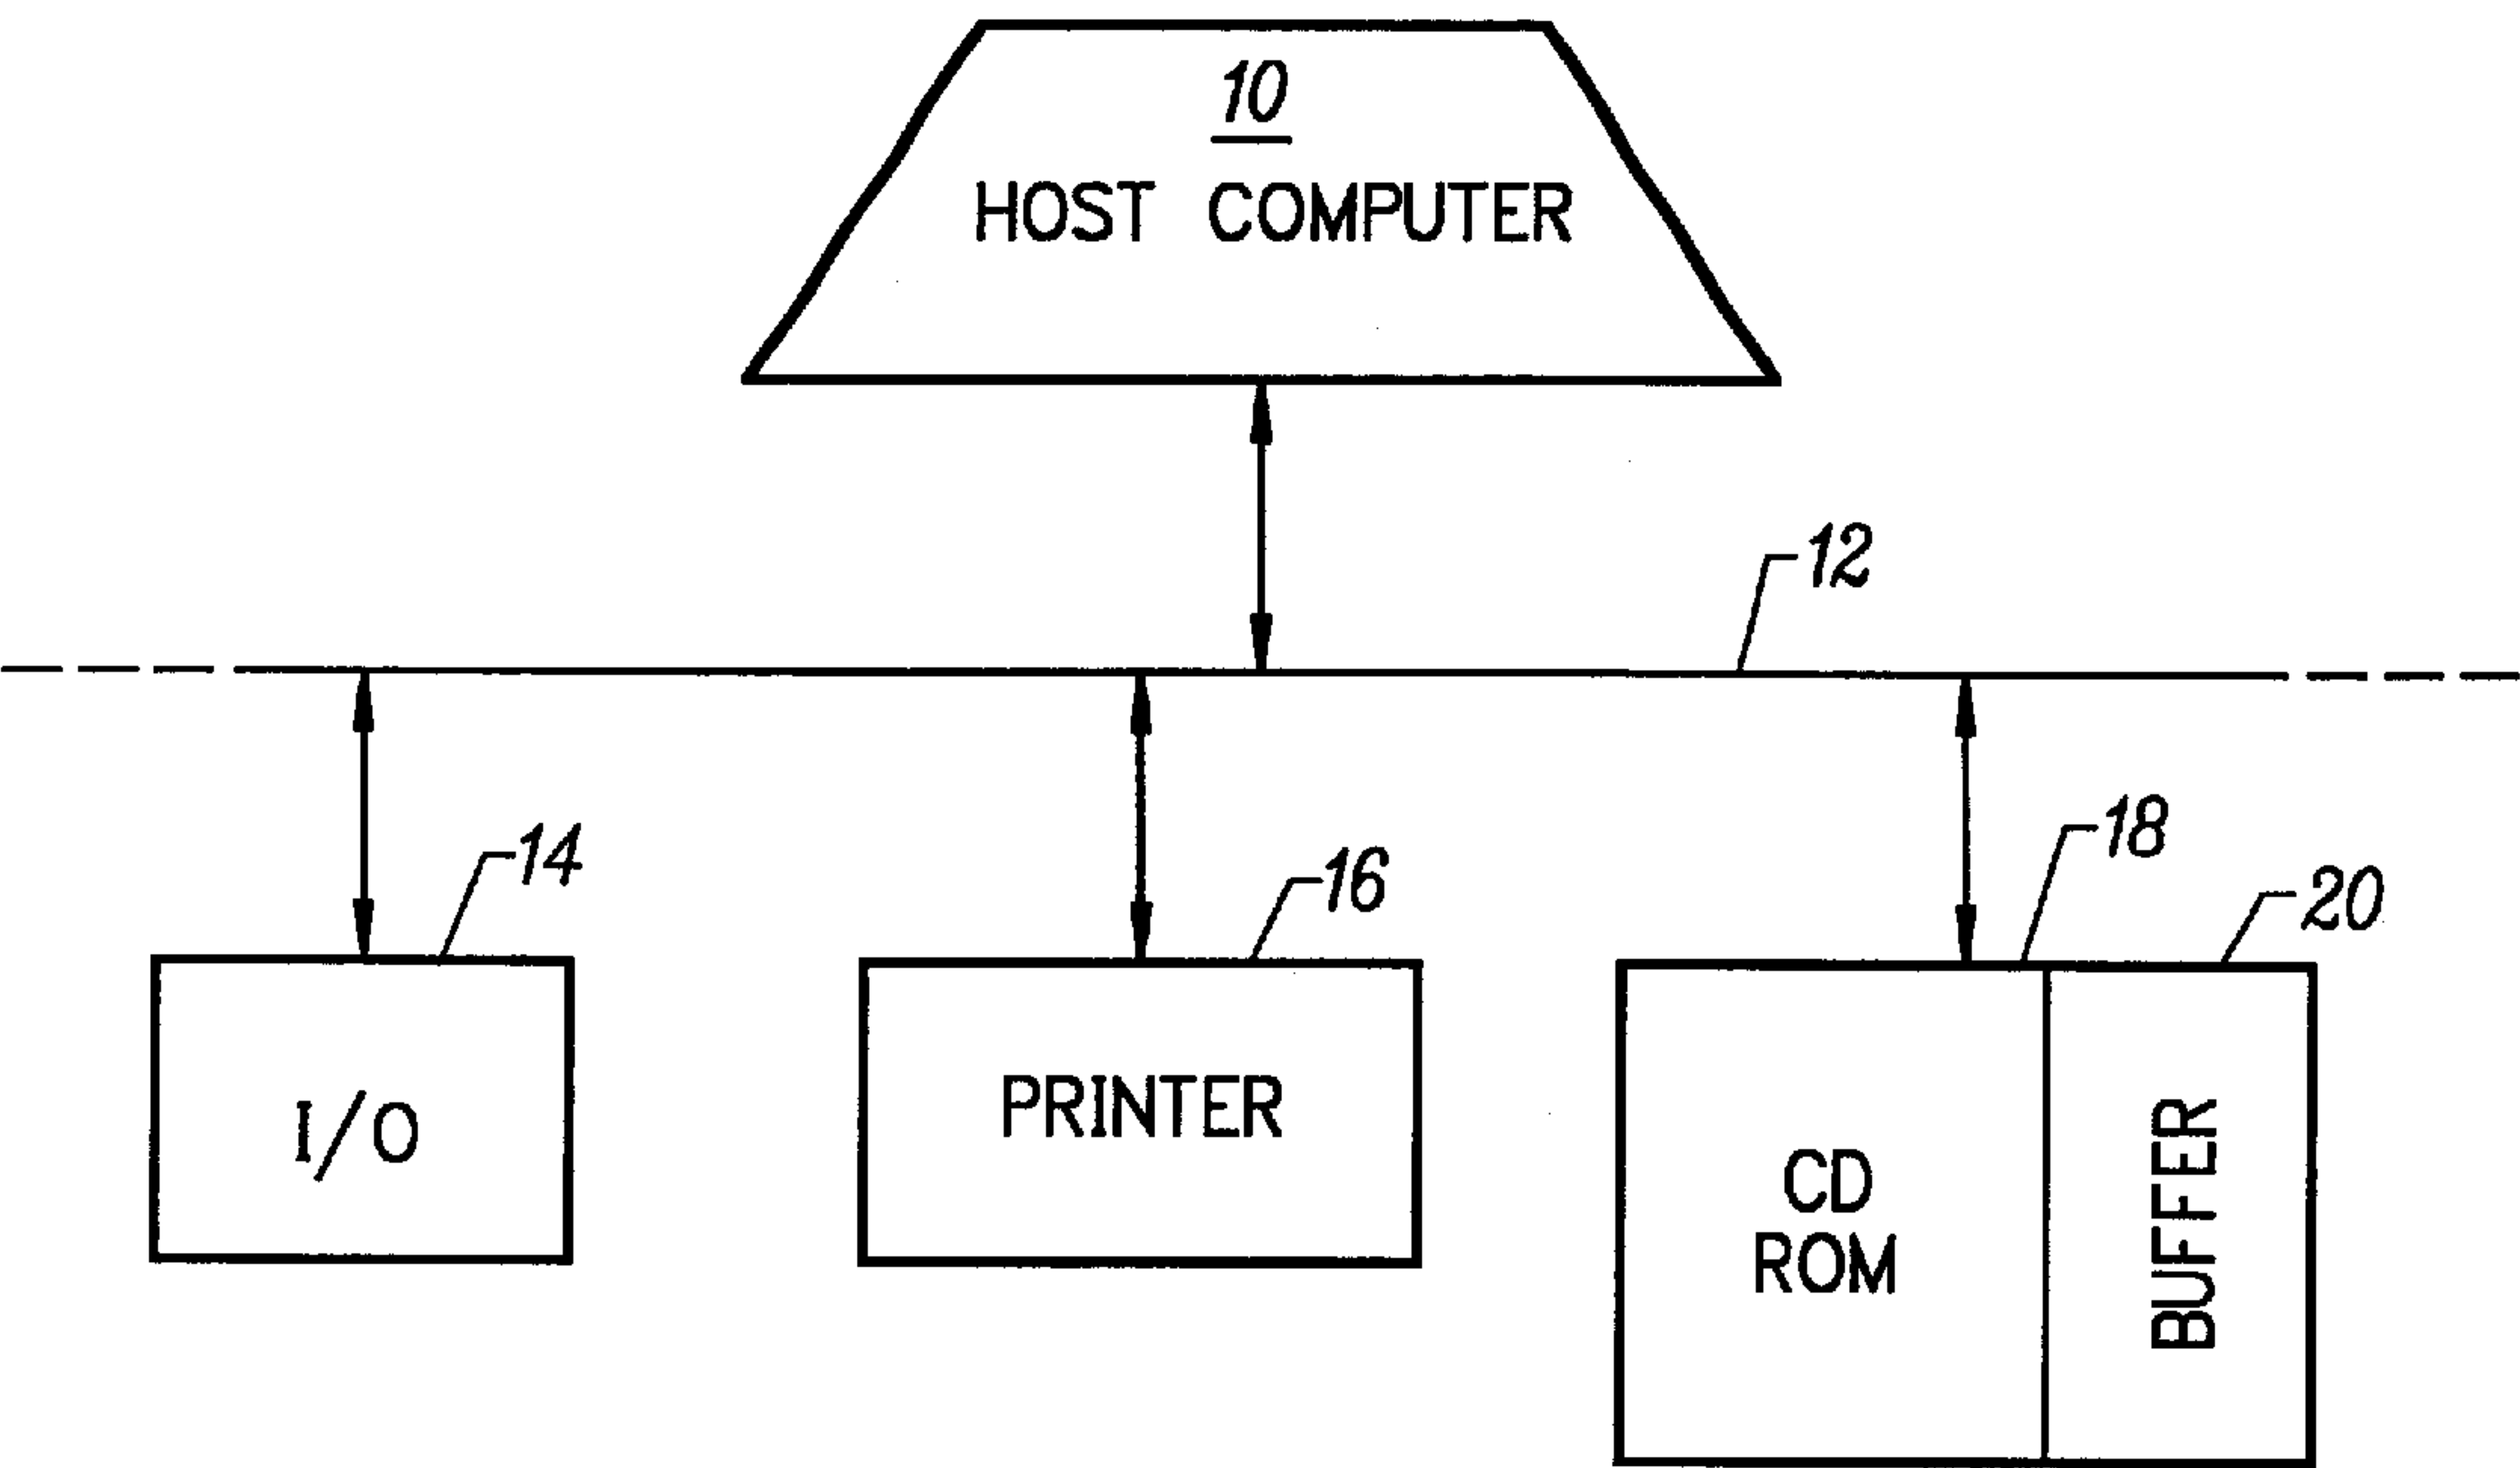 10
HOST COMPUTER
12
14
16
18
20
I/O
PRINTER
CD
ROM
BUFFER